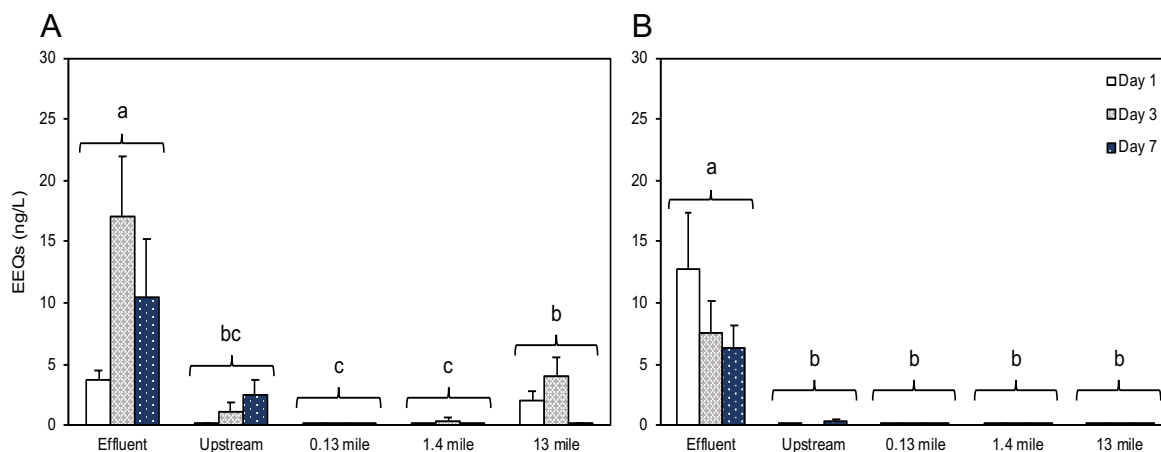 A
B
30
25
20
15
10
5
0
EEQs (ng/L)
a
bc
c
c
b
Effluent
Upstream
0.13 mile
1.4 mile
13 mile
30
25
20
15
10
5
0
a
b
b
b
b
Day 1
Day 3
Day 7
Effluent
Upstream
0.13 mile
1.4 mile
13 mile